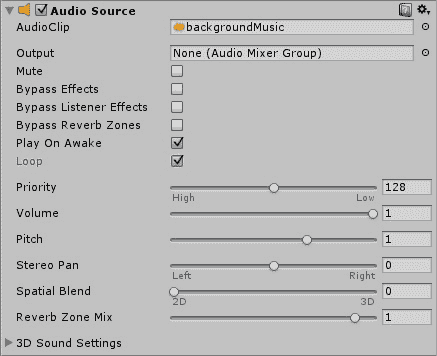 Audio Source
AudioClip backgroundMusic
Output None (Audio Mixer Group)
Mute
Bypass Effects
Bypass Listener Effects
Bypass Reverb Zones
Play On Awake
Loop
Priority 128
High Low
Volume 1
Pitch 1
Stereo Pan 0
Left Right
Spatial Blend 0
2D 3D
Reverb Zone Mix 1
3D Sound Settings